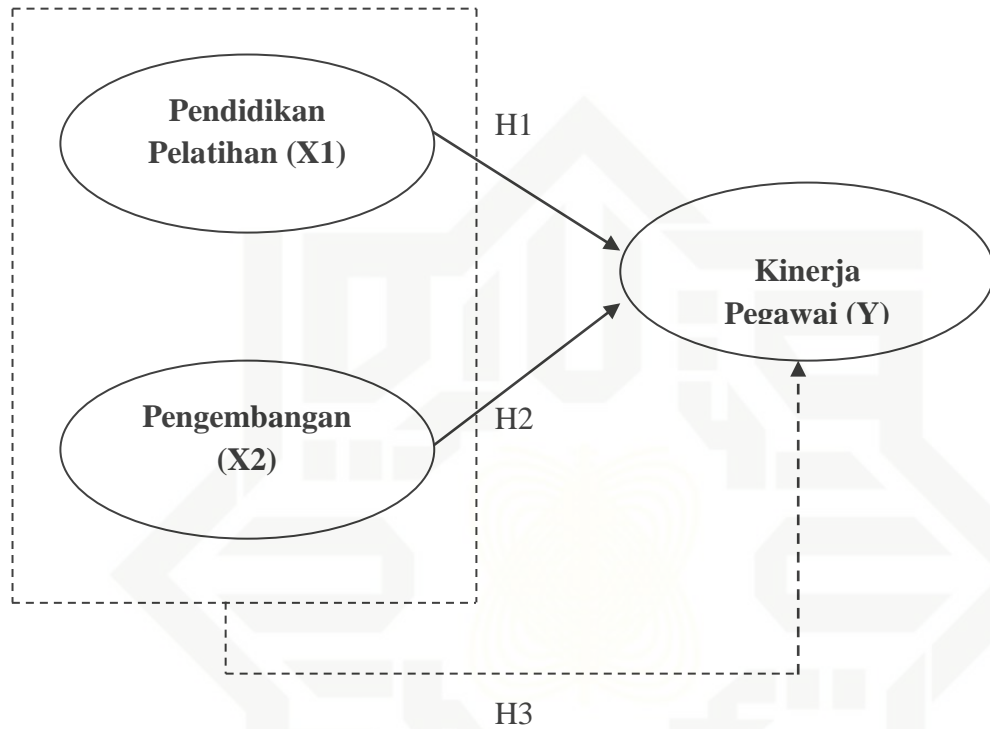 Pendidikan
Pelatihan (X1)
H1
Kinerja
Pegawai (Y)
Pengembangan
(X2)
H2
H3